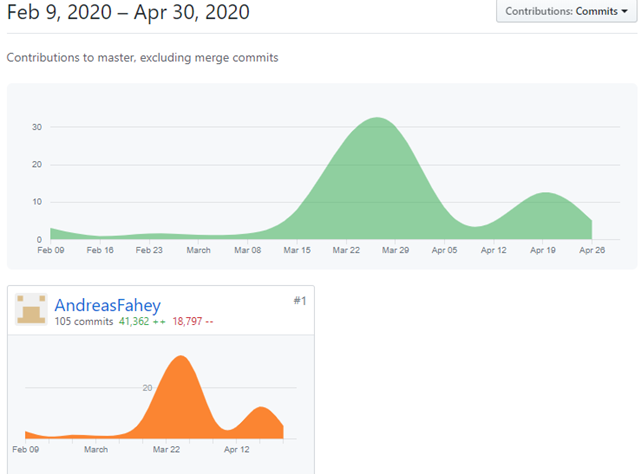 Feb 9, 2020 – Apr 30, 2020
Contributions: Commits
Contributions to master, excluding merge commits
30
20
10
0
Feb 09 Feb 16 Feb 23 March Mar 08 Mar 15 Mar 22 Mar 29 Apr 05 Apr 12 Apr 19 Apr 26
AndreasFahey #1
105 commits 41,362 ++ 18,797 --
20
Feb 09 March Mar 22 Apr 12